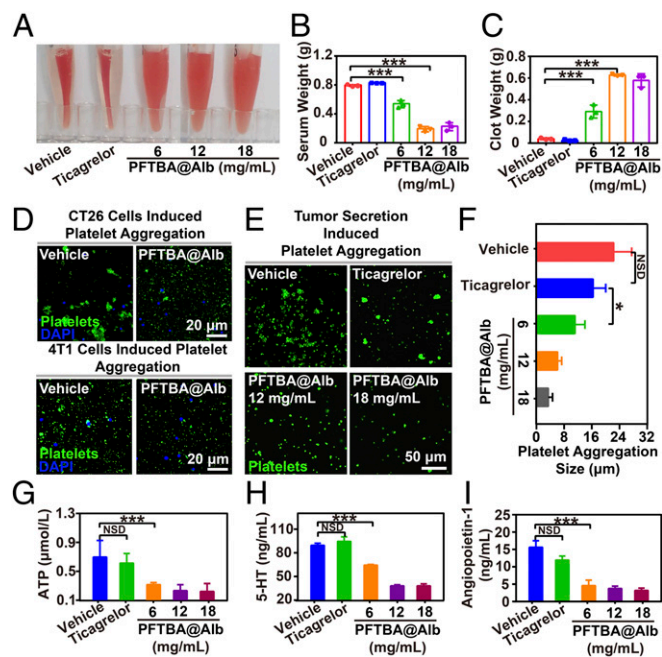 A
Vehicle
Ticagrelor
6 12 18
PFTBA@Alb (mg/mL)
B
Serum Weight (g)
1.2
0.8
0.4
0.0
***
***
Vehicle
Ticagrelor
6 12 18
PFTBA@Alb
(mg/mL)
C
Clot Weight (g)
0.8
0.6
0.4
0.2
0.0
***
***
Vehicle
Ticagrelor
6 12 18
PFTBA@Alb
(mg/mL)
D
CT26 Cells Induced
Platelet Aggregation
Vehicle
PFTBA@Alb
Platelets
DAPI
20 μm
4T1 Cells Induced Platelet
Aggregation
Vehicle
PFTBA@Alb
Platelets
DAPI
20 μm
E
Tumor Secretion
Induced
Platelet Aggregation
Vehicle
Ticagrelor
PFTBA@Alb
12 mg/mL
PFTBA@Alb
18 mg/mL
Platelets
50 μm
F
Vehicle
Ticagrelor
PFTBA@Alb
(mg/mL)
6
12
18
NSD
*
0 8 16 24 32
Platelet Aggregation
Size (μm)
G
ATP (μmol/L)
1.3
0.9
0.5
0.1
***
NSD
Vehicle
Ticagrelor
6 12 18
PFTBA@Alb
(mg/mL)
H
5-HT (ng/mL)
110
80
50
20
***
NSD
Vehicle
Ticagrelor
6 12 18
PFTBA@Alb
(mg/mL)
I
Angiopoietin-1
(ng/mL)
20
15
10
5
0
***
NSD
Vehicle
Ticagrelor
6 12 18
PFTBA@Alb
(mg/mL)